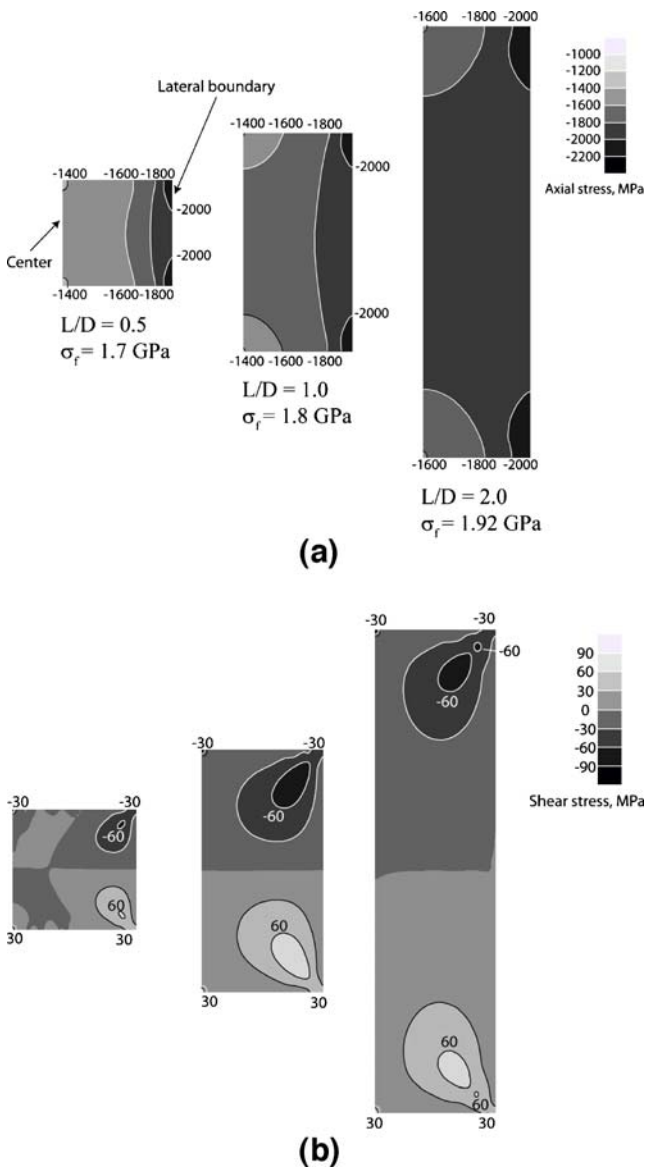 -1600 -1800 -2000
-1000
-1200
-1400
-1600
-1800
-2000
-2200
Axial stress, MPa
Lateral boundary
-1400 -1600 -1800
-2000
-1400 -1600 -1800
-2000
-2000
Center
-1400 -1600 -1800
L/D = 0.5
σf = 1.7 GPa
-2000
-1400 -1600 -1800
L/D = 1.0
σf = 1.8 GPa
-1600 -1800 -2000
L/D = 2.0
σf = 1.92 GPa
(a)
-30 -30
-60
-60
90
60
30
0
-30
-60
-90
Shear stress, MPa
-30 -30
-60
-30 -30
-60
60
30 30
60
30 30
60
60
30 30
(b)